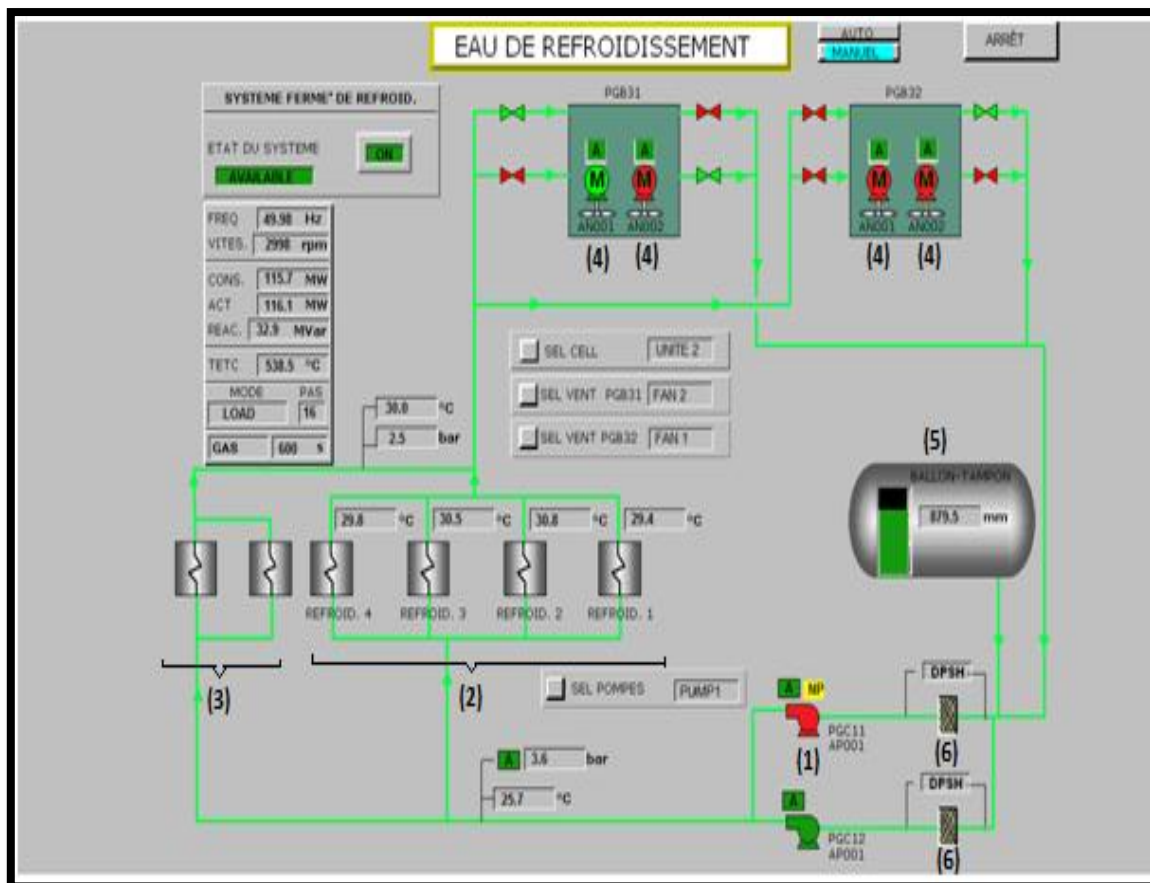 EAU DE REFROIDISSEMENT
AUTO
MANUEL
ARRÊT
SYSTEME FERME" DE REFROID.
ETAT DU SYSTEME
ON
AVAILABLE
PGB31
PGB32
A A
A A
M M
M M
AN001 AN002
AN001 AN002
(4) (4)
(4) (4)
FREQ 49.98 Hz
VITES. 2998 rpm
CONS. 115.7 MW
ACT 116.1 MW
REAC. 32.9 MVar
TETC 538.5 °C
MODE PAS
LOAD 16
GAS 600 s
SEL CELL UNITE 2
SEL VENT PGB31 FAN 2
SEL VENT PGB32 FAN 1
30.0 °C
2.5 bar
(5)
BALLON-TAMPON
879.5 mm
29.8 °C 30.5 °C 30.8 °C 29.4 °C
REFROID. 4 REFROID. 3 REFROID. 2 REFROID. 1
(3)
(2)
SEL POMPES PUMP1
A NP
PGC11
AP001
(1)
DPSH
(6)
A 3.6 bar
25.7 °C
A
PGC12
AP001
DPSH
(6)